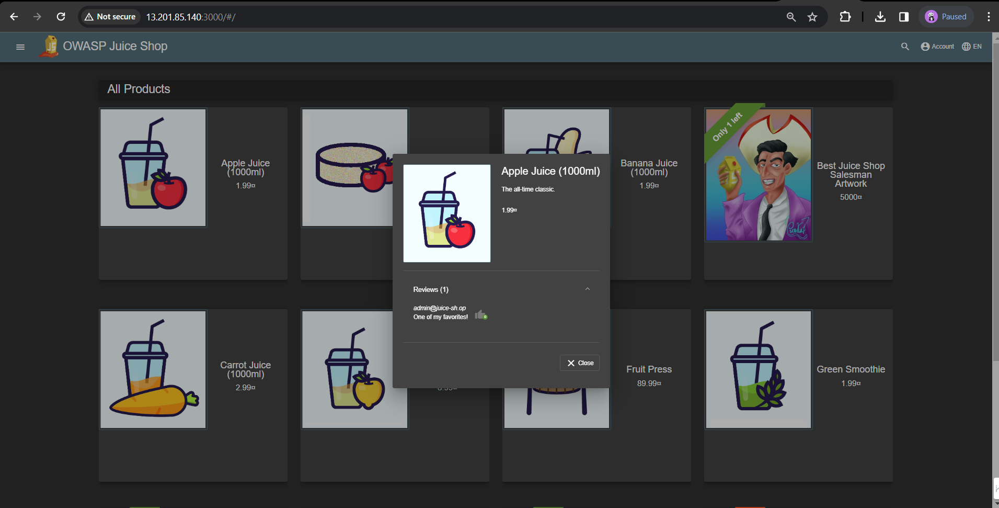 Not secure
13.201.85.140:3000/#/
Paused
OWASP Juice Shop
Account
EN
All Products
Apple Juice
(1000ml)
1.99¤
Banana Juice
(1000ml)
1.99¤
Only 1 left
Best Juice Shop
Salesman
Artwork
5000¤
Apple Juice (1000ml)
The all-time classic.
1.99¤
Reviews (1)
admin@juice-sh.op
One of my favorites!
0
Close
Carrot Juice
(1000ml)
2.99¤
Fruit Press
89.99¤
Green Smoothie
1.99¤